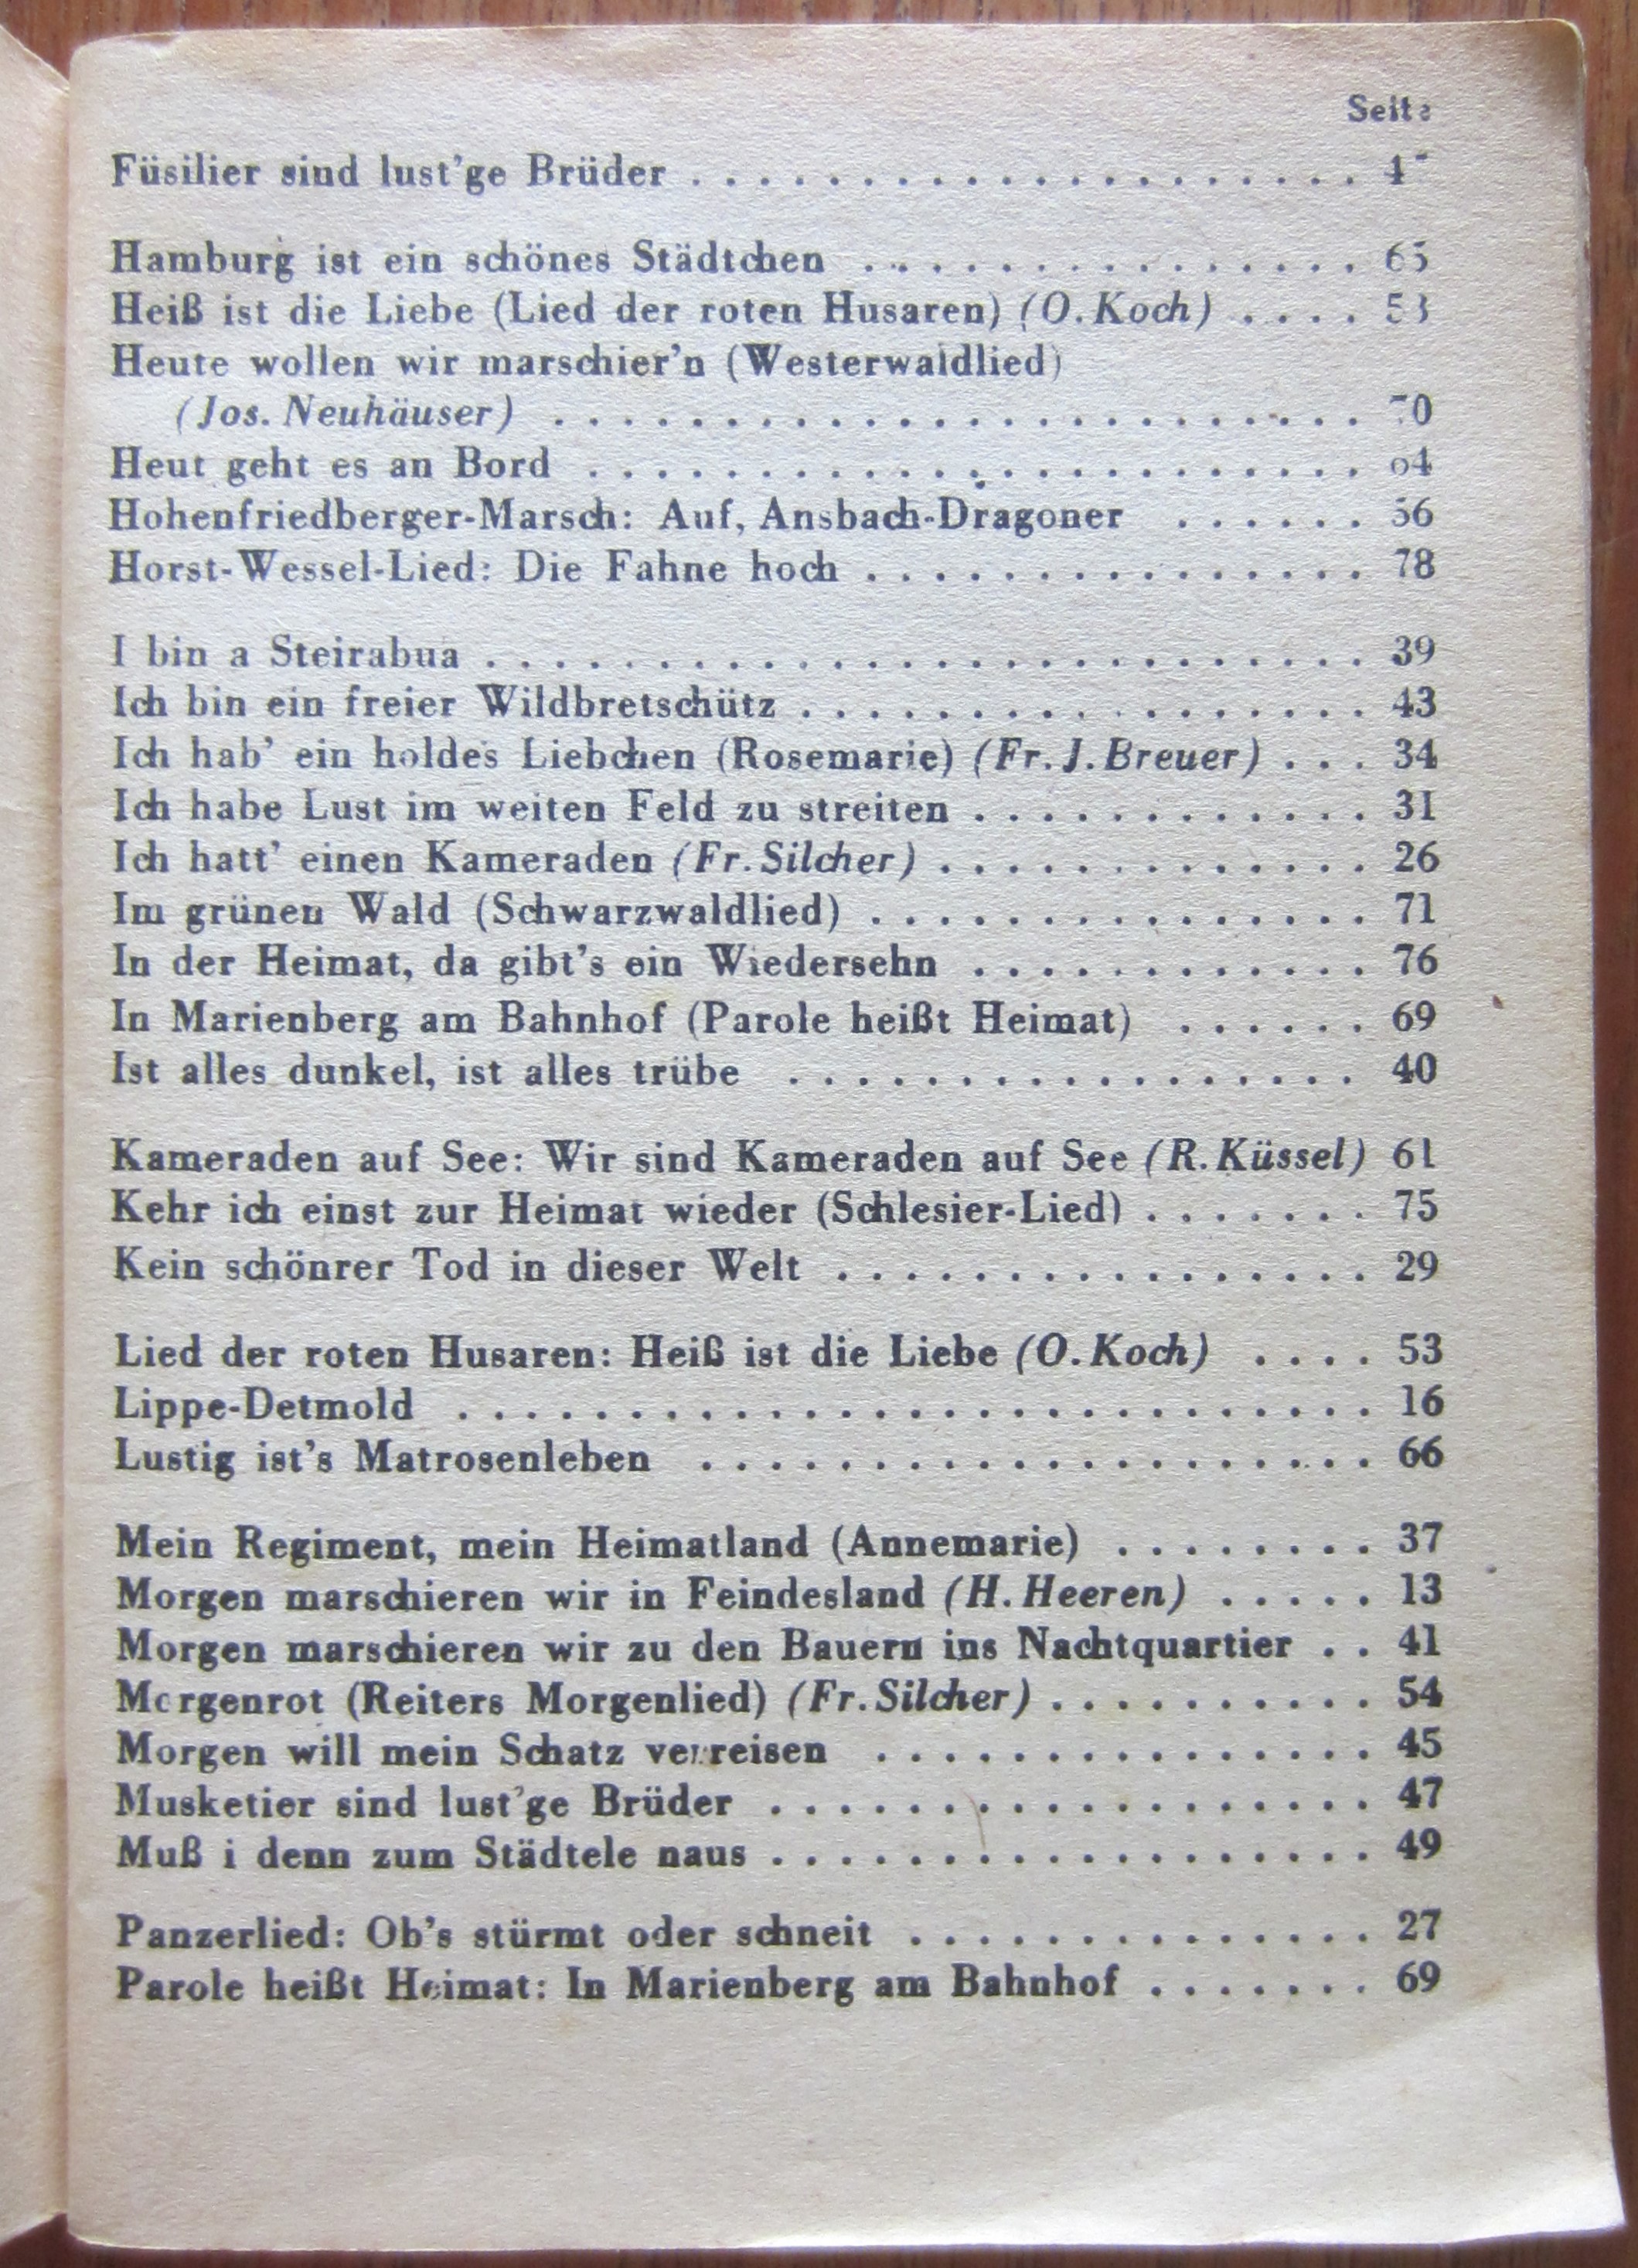 Seite
Füsilier sind lust'ge Brüder . . . . . . . . . . . . . . . . . . . .
Hamburg ist ein schönes Städtchen . . . . . . . . . . . . . . . 65
Heiß ist die Liebe (Lied der roten Husaren) (O. Koch) . . . . 53
Heute wollen wir marschier'n (Westerwaldlied)
(Jos. Neuhäuser) . . . . . . . . . . . . . . . . . . . . . . . . 70
Heut geht es an Bord . . . . . . . . . . . . . . . . . . . . . . . 64
Hohenfriedberger-Marsch: Auf, Ansbach-Dragoner . . . . . . 56
Horst-Wessel-Lied: Die Fahne hoch . . . . . . . . . . . . . . . 78
I bin a Steirabua . . . . . . . . . . . . . . . . . . . . . . . . . . 39
Ich bin ein freier Wildbretschütz . . . . . . . . . . . . . . . . . 43
Ich hab' ein holdes Liebchen (Rosemarie) (Fr. J. Breuer) . . . 34
Ich habe Lust im weiten Feld zu streiten . . . . . . . . . . . . 31
Ich hatt' einen Kameraden (Fr. Silcher) . . . . . . . . . . . . . 26
Im grünen Wald (Schwarzwaldlied) . . . . . . . . . . . . . . . 71
In der Heimat, da gibt's ein Wiedersehn . . . . . . . . . . . . 76
In Marienberg am Bahnhof (Parole heißt Heimat) . . . . . . 69
Ist alles dunkel, ist alles trübe . . . . . . . . . . . . . . . . . 40
Kameraden auf See: Wir sind Kameraden auf See (R. Küssel) 61
Kehr ich einst zur Heimat wieder (Schlesier-Lied) . . . . . . . 75
Kein schönrer Tod in dieser Welt . . . . . . . . . . . . . . . . 29
Lied der roten Husaren: Heiß ist die Liebe (O. Koch) . . . . 53
Lippe-Detmold . . . . . . . . . . . . . . . . . . . . . . . . . . . 16
Lustig ist's Matrosenleben . . . . . . . . . . . . . . . . . . . . 66
Mein Regiment, mein Heimatland (Annemarie) . . . . . . . . 37
Morgen marschieren wir in Feindesland (H. Heeren) . . . . . 13
Morgen marschieren wir zu den Bauern ins Nachtquartier . . 41
Morgenrot (Reiters Morgenlied) (Fr. Silcher) . . . . . . . . . . 54
Morgen will mein Schatz verreisen . . . . . . . . . . . . . . . 45
Musketier sind lust'ge Brüder . . . . . . . . . . . . . . . . . . 47
Muß i denn zum Städtele naus . . . . . . . . . . . . . . . . . . 49
Panzerlied: Ob's stürmt oder schneit . . . . . . . . . . . . . . 27
Parole heißt Heimat: In Marienberg am Bahnhof . . . . . . . 69